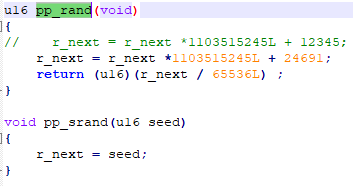 u16 pp_rand(void)
{
//    r_next = r_next *1103515245L + 12345;
    r_next = r_next *1103515245L + 24691;
    return (u16)(r_next / 65536L) ;
}
void pp_srand(u16 seed)
{
    r_next = seed;
}